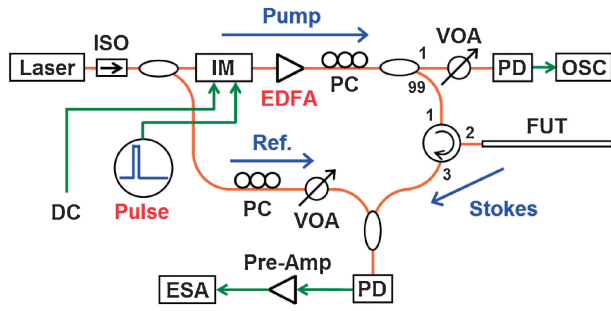 Pump
ISO
VOA
1
Laser
IM
PD
OSC
EDFA
PC
99
1
2
FUT
3
Ref.
DC
Pulse
PC
VOA
Stokes
Pre-Amp
ESA
PD